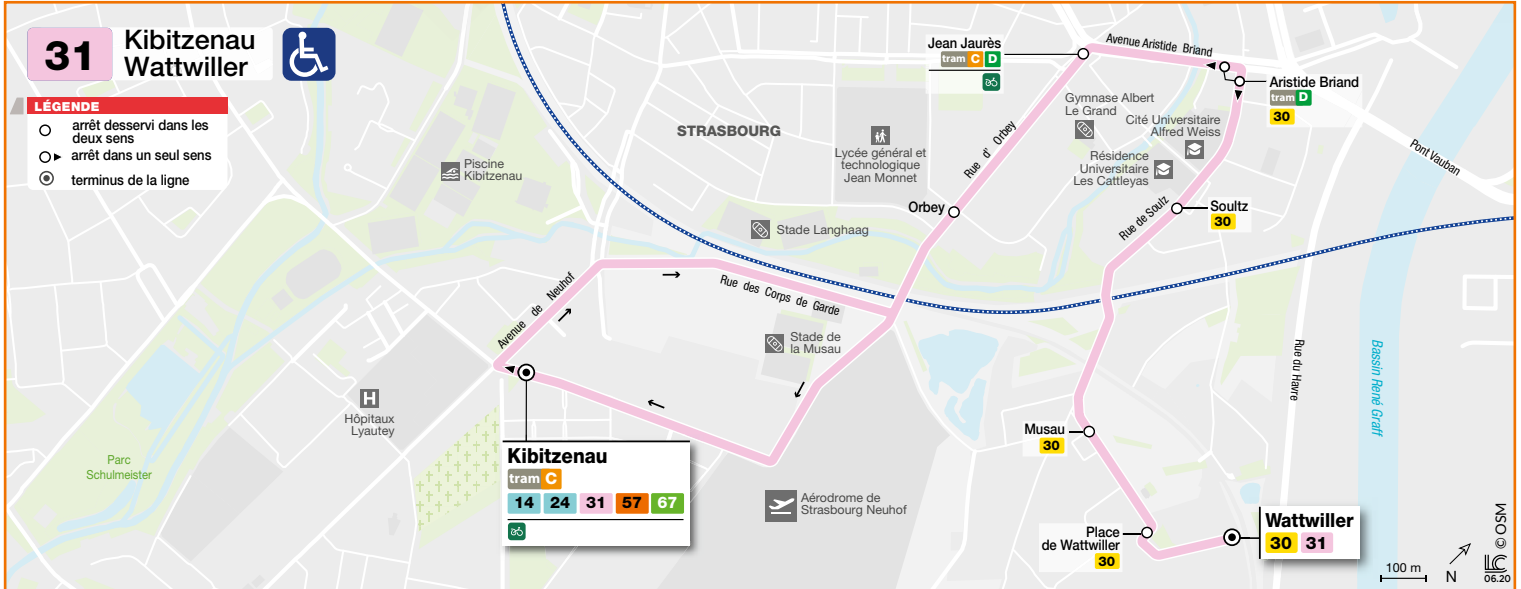 31
Kibitzenau
Wattwiller
LÉGENDE
arrêt desservi dans les
deux sens
arrêt dans un seul sens
terminus de la ligne
Piscine
Kibitzenau
STRASBOURG
Lycée général et
technologique
Jean Monnet
Stade Langhaag
Jean Jaurès
tram C D
Avenue Aristide Briand
Aristide Briand
tram D
30
Gymnase Albert
Le Grand
Cité Universitaire
Alfred Weiss
Résidence
Universitaire
Les Cattleyas
Pont Vauban
Rue d' Orbey
Orbey
Rue de Soulz
Soultz
30
Avenue de Neuhof
Rue des Corps de Garde
Stade de
la Musau
Rue du Havre
Bassin René Graff
H
Hôpitaux
Lyautey
Parc
Schulmeister
Kibitzenau
tram C
14 24 31 57 67
Aérodrome de
Strasbourg Neuhof
Musau
30
Place
de Wattwiller
30
Wattwiller
30 31
100 m
N
LC
06.20
© OSM